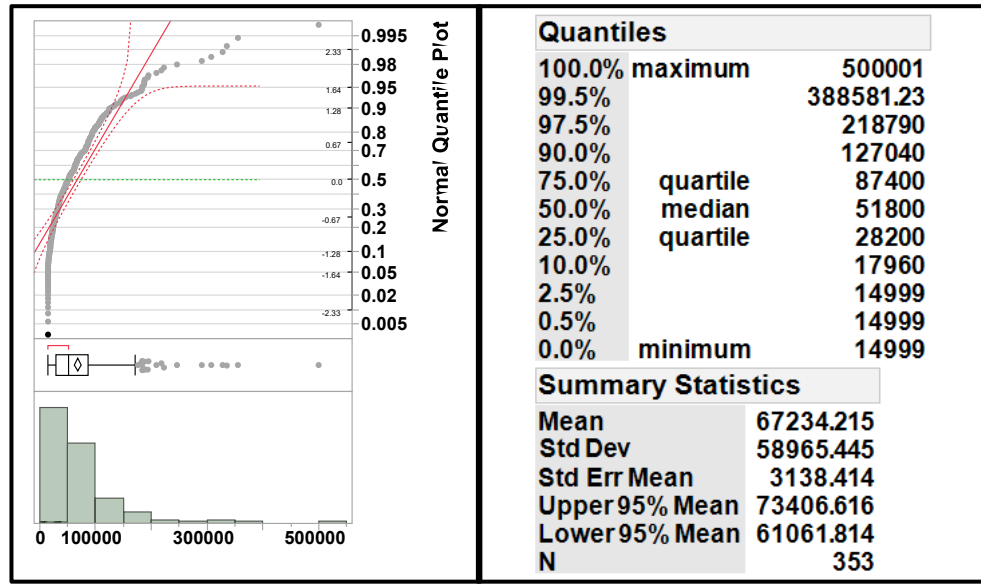 0.995
2.33
0.98
1.64
0.95
1.28
0.9
0.8
0.67
0.7
0.5
0.0
0.3
-0.67
0.2
-1.28
0.1
-1.64
0.05
0.02
-2.33
0.005
Normal Quantile Plot
0 100000 300000 500000
Quantiles
100.0% maximum 500001
99.5% 388581.23
97.5% 218790
90.0% 127040
75.0% quartile 87400
50.0% median 51800
25.0% quartile 28200
10.0% 17960
2.5% 14999
0.5% 14999
0.0% minimum 14999
Summary Statistics
Mean 67234.215
Std Dev 58965.445
Std Err Mean 3138.414
Upper 95% Mean 73406.616
Lower 95% Mean 61061.814
N 353